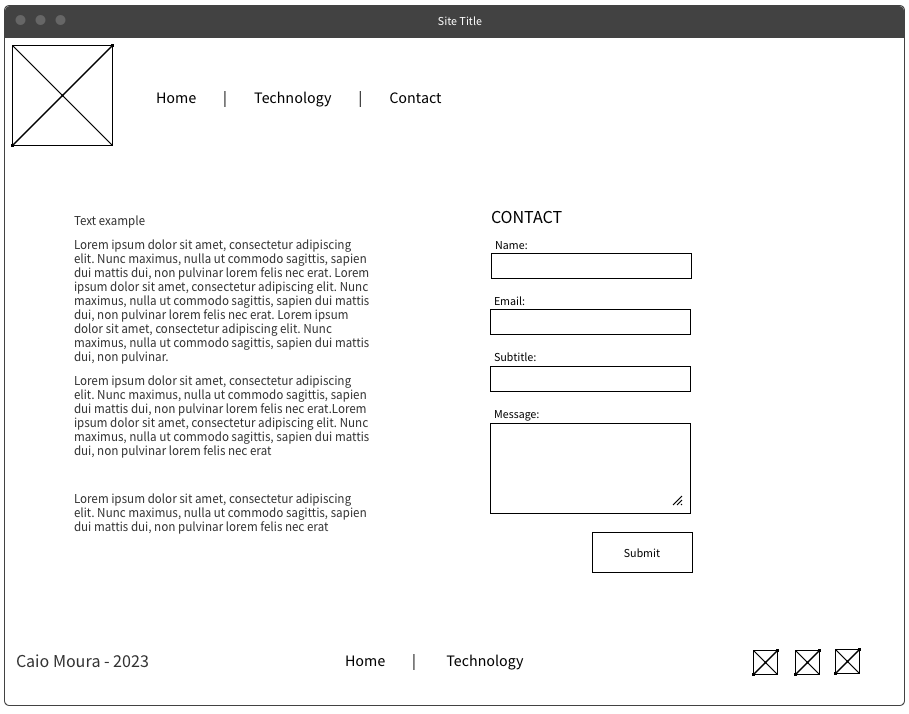 Site Title
Home | Technology | Contact
Text example
Lorem ipsum dolor sit amet, consectetur adipiscing
elit. Nunc maximus, nulla ut commodo sagittis, sapien
dui mattis dui, non pulvinar lorem felis nec erat. Lorem
ipsum dolor sit amet, consectetur adipiscing elit. Nunc
maximus, nulla ut commodo sagittis, sapien dui mattis
dui, non pulvinar lorem felis nec erat. Lorem ipsum
dolor sit amet, consectetur adipiscing elit. Nunc
maximus, nulla ut commodo sagittis, sapien dui mattis
dui, non pulvinar.
Lorem ipsum dolor sit amet, consectetur adipiscing
elit. Nunc maximus, nulla ut commodo sagittis, sapien
dui mattis dui, non pulvinar lorem felis nec erat.Lorem
ipsum dolor sit amet, consectetur adipiscing elit. Nunc
maximus, nulla ut commodo sagittis, sapien dui mattis
dui, non pulvinar lorem felis nec erat
Lorem ipsum dolor sit amet, consectetur adipiscing
elit. Nunc maximus, nulla ut commodo sagittis, sapien
dui mattis dui, non pulvinar lorem felis nec erat
CONTACT
Name:
Email:
Subtitle:
Message:
Submit
Caio Moura - 2023
Home | Technology